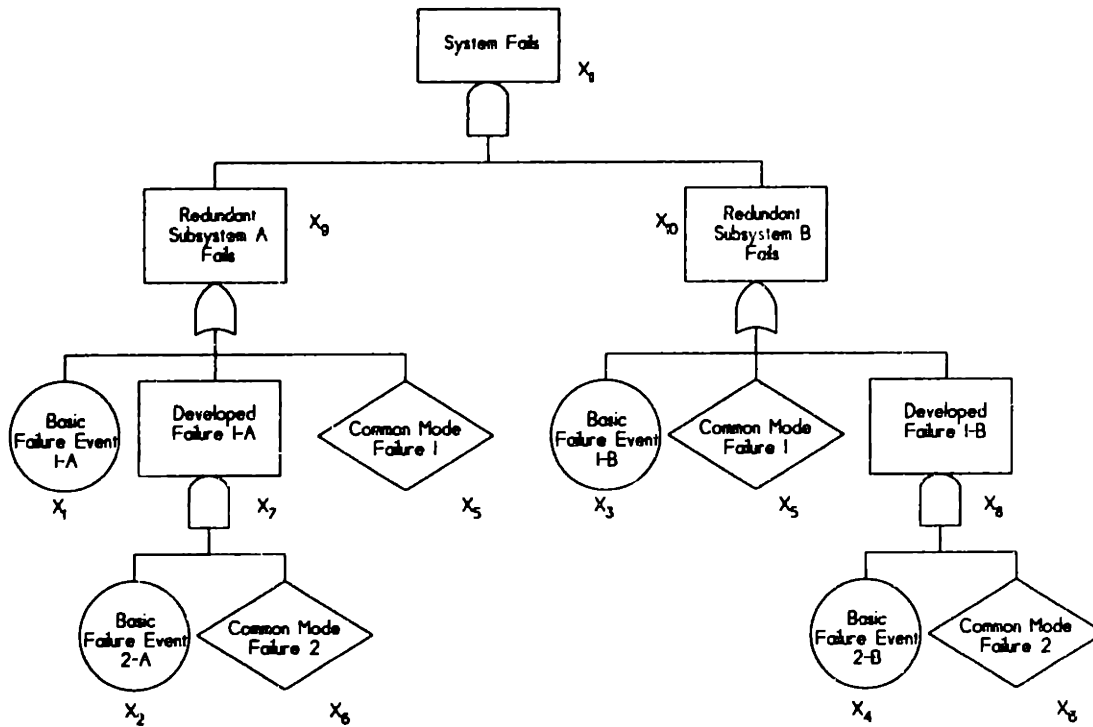 System Fails
Redundant
Subsystem A
Fails
X₉
X₁₀
Redundant
Subsystem B
Fails
Basic
Failure Event
1-A
Developed
Failure 1-A
Common Mode
Failure 1
Basic
Failure Event
1-B
Common Mode
Failure 1
Developed
Failure 1-B
X₁
X₇
X₅
X₃
X₅
X₈
Basic
Failure Event
2-A
Common Mode
Failure 2
Basic
Failure Event
2-B
Common Mode
Failure 2
X₂
X₆
X₄
X₆